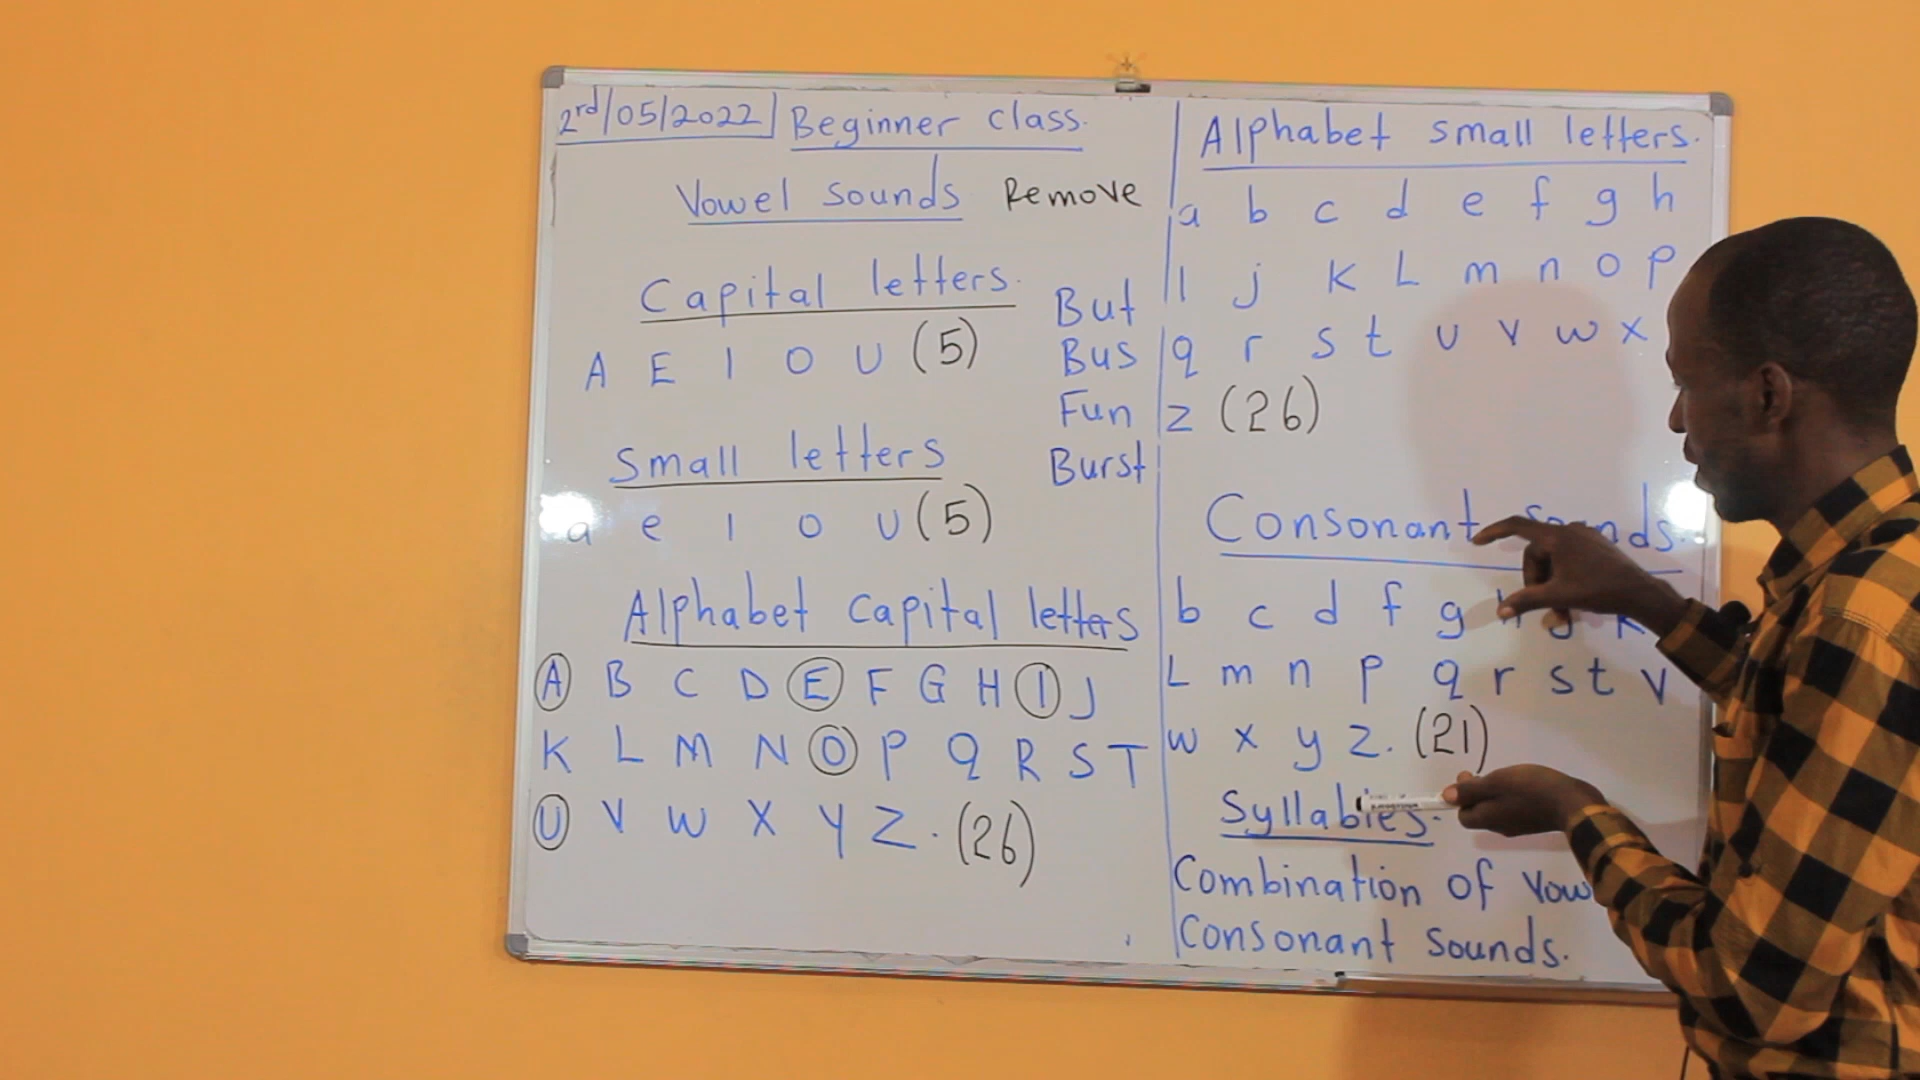 2rd/05/2022 Beginner class.
Vowel sounds Remove
Capital letters.
A E I O U (5)
Small letters
a e I o U (5)
But
Bus
Fun
Burst
Alphabet Capital letters
A B C D E F G H I J
K L M N O P Q R S T
U V W X Y Z. (26)
Alphabet small letters.
a b c d e f g h
I j K L m n o p
q r s t u v w x
z (26)
Consonant
b c d f g
L m n p q r s t v
w x y z. (21)
Syllables.
Combination of
Consonant sounds.